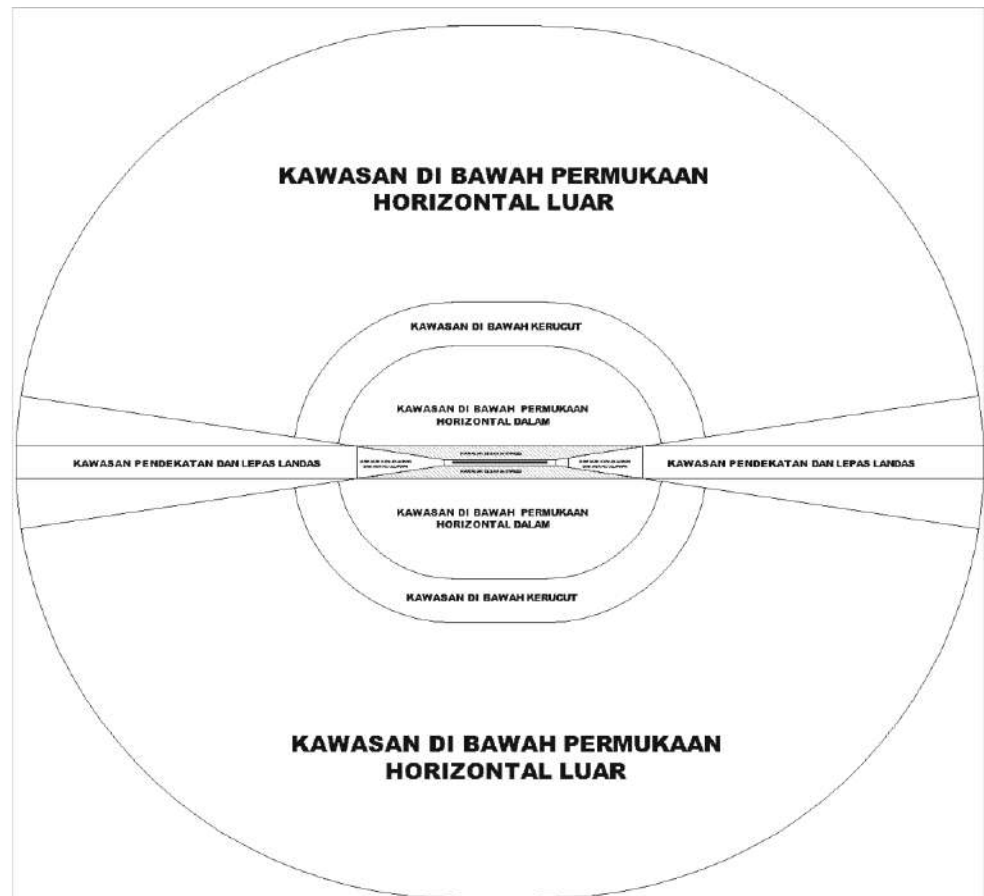 KAWASAN DI BAWAH PERMUKAAN
HORIZONTAL LUAR
KAWASAN DI BAWAH KERUCUT
KAWASAN DI BAWAH PERMUKAAN
HORIZONTAL DALAM
KAWASAN PENDEKATAN DAN LEPAS LANDAS
KAWASAN PENDEKATAN DAN LEPAS LANDAS
KAWASAN DI BAWAH PERMUKAAN
HORIZONTAL DALAM
KAWASAN DI BAWAH KERUCUT
KAWASAN DI BAWAH PERMUKAAN
HORIZONTAL LUAR